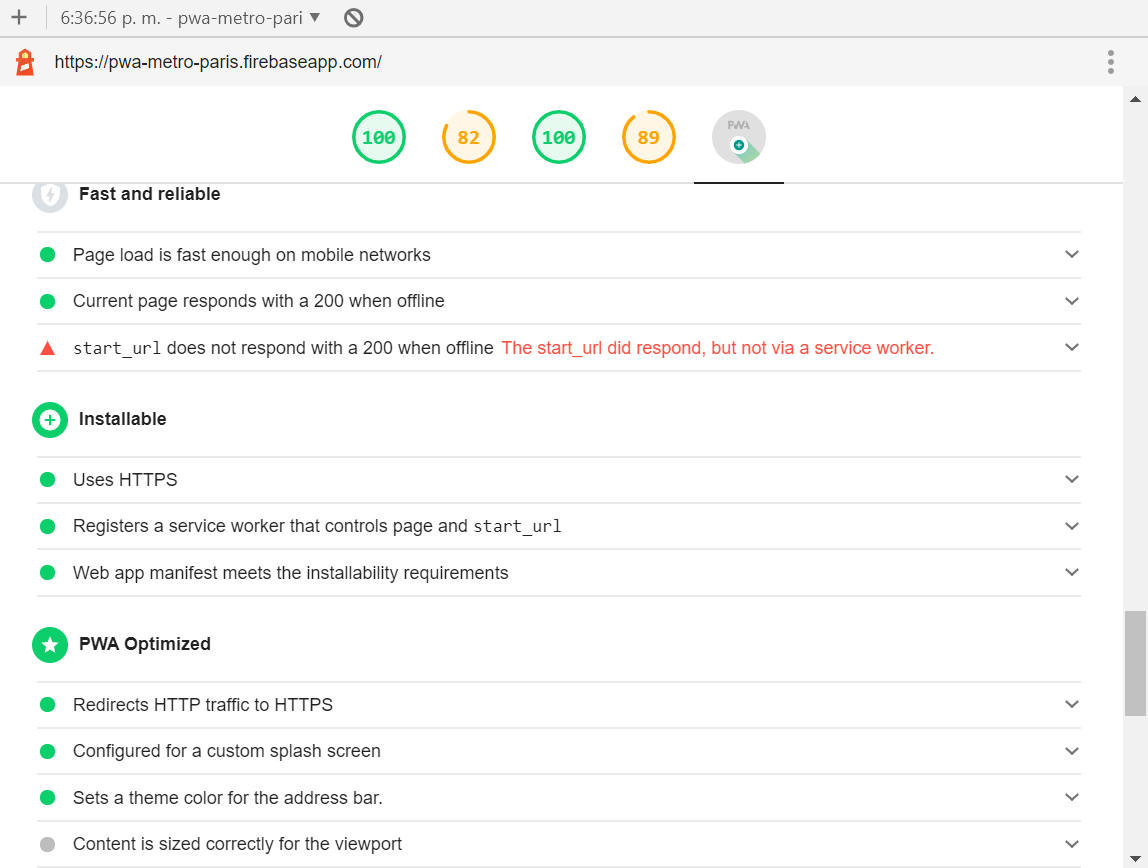 6:36:56 p. m. - pwa-metro-pari
https://pwa-metro-paris.firebaseapp.com/
100 82 100 89 PWA
Fast and reliable
Page load is fast enough on mobile networks
Current page responds with a 200 when offline
start_url does not respond with a 200 when offline The start_url did respond, but not via a service worker.
Installable
Uses HTTPS
Registers a service worker that controls page and start_url
Web app manifest meets the installability requirements
PWA Optimized
Redirects HTTP traffic to HTTPS
Configured for a custom splash screen
Sets a theme color for the address bar.
Content is sized correctly for the viewport